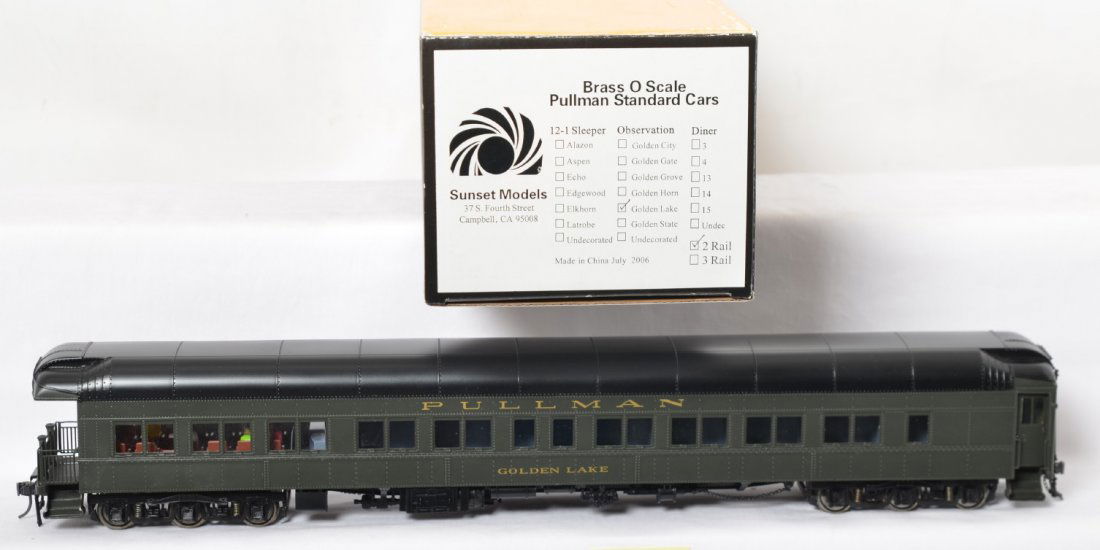 Brass O Scale
Pullman Standard Cars
12-1 Sleeper Observation Diner
Alazon Golden City 3
Aspen Golden Gate 4
Echo Golden Grove 13
Edgewood Golden Horn 14
Elkhorn Golden Lake 15
Latrobe Golden State Undec
Undecorated Undecorated 2 Rail
Made in China July 2006 3 Rail
Sunset Models
37 S. Fourth Street
Campbell, CA 95008
PULLMAN
GOLDEN LAKE